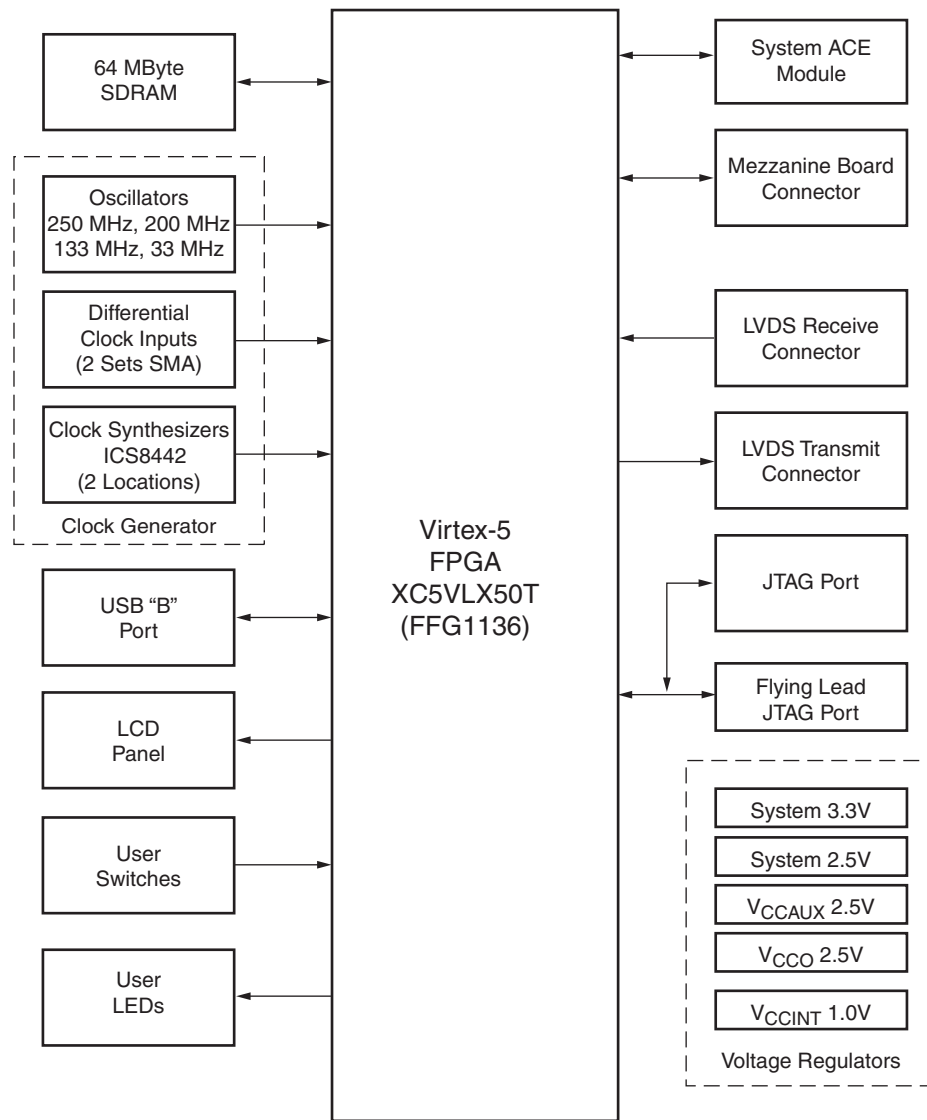 64 MByte
SDRAM
Oscillators
250 MHz, 200 MHz
133 MHz, 33 MHz
Differential
Clock Inputs
(2 Sets SMA)
Clock Synthesizers
ICS8442
(2 Locations)
Clock Generator
USB “B”
Port
LCD
Panel
User
Switches
User
LEDs
Virtex-5
FPGA
XC5VLX50T
(FFG1136)
System ACE
Module
Mezzanine Board
Connector
LVDS Receive
Connector
LVDS Transmit
Connector
JTAG Port
Flying Lead
JTAG Port
System 3.3V
System 2.5V
VCCAUX 2.5V
VCCO 2.5V
VCCINT 1.0V
Voltage Regulators